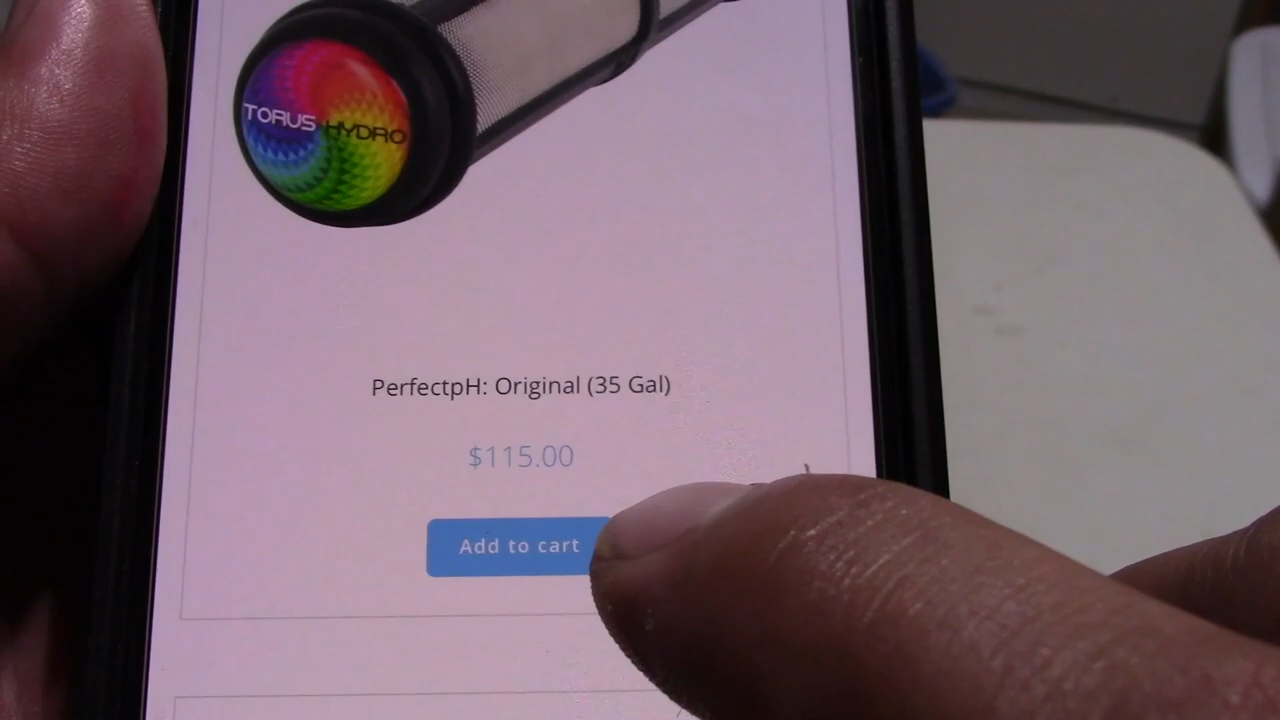 TORUS HYDRO
PerfectpH: Original (35 Gal)
$115.00
Add to cart